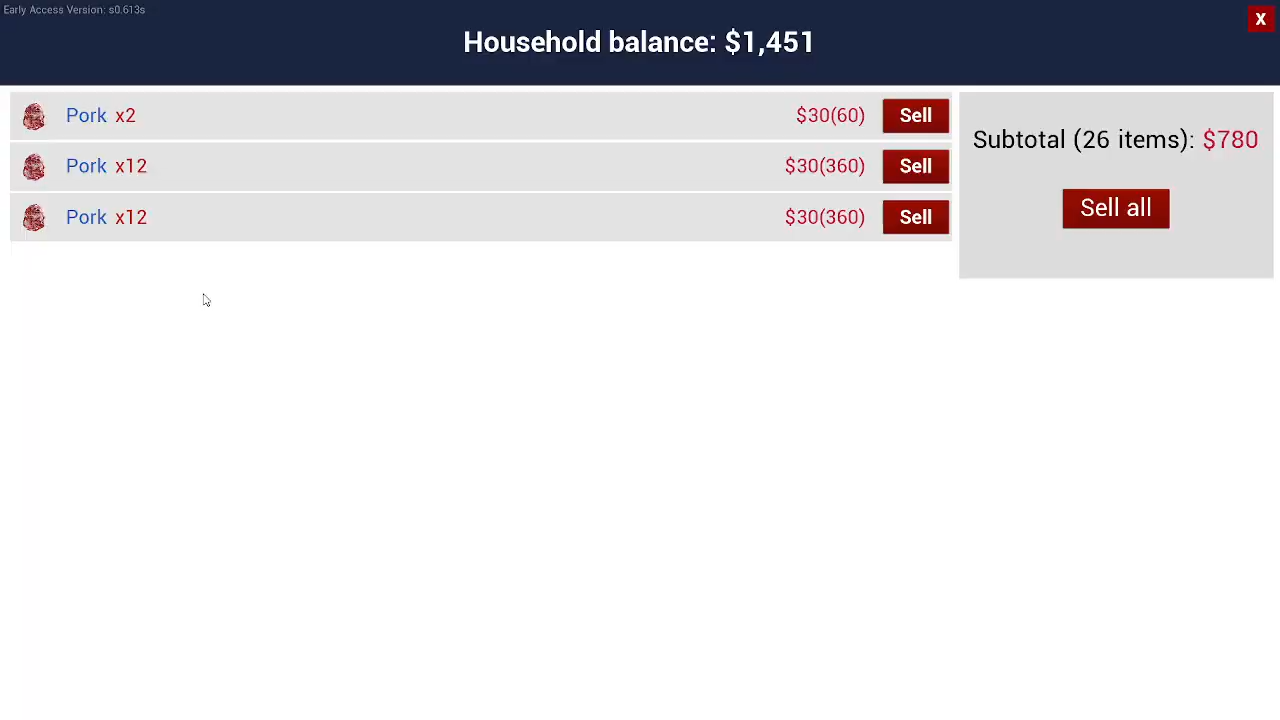 Early Access Version: s0.613s
X
Household balance: $1,451
Pork x2 $30(60) Sell
Pork x12 $30(360) Sell
Pork x12 $30(360) Sell
Subtotal (26 items): $780
Sell all